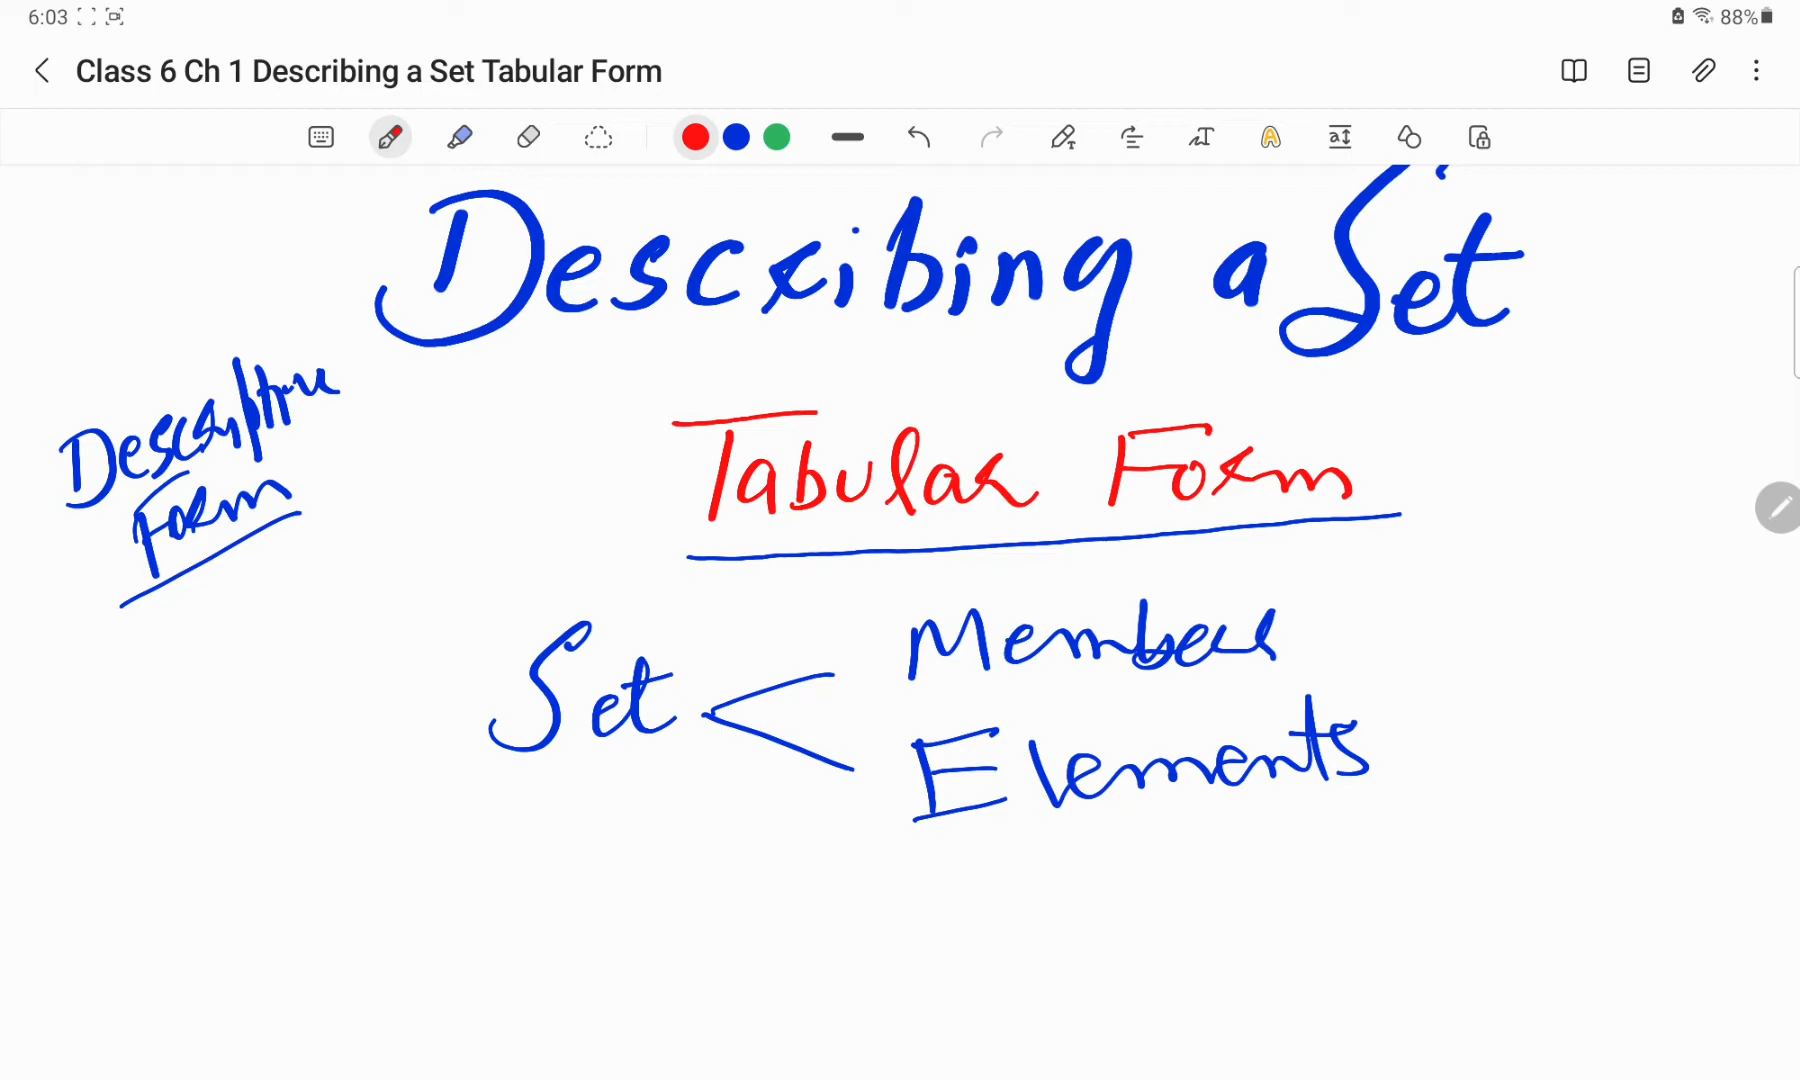 6:03 88%
Class 6 Ch 1 Describing a Set Tabular Form
Describing a Set
Descriptive
Form
Tabular Form
Set
Members
Elements